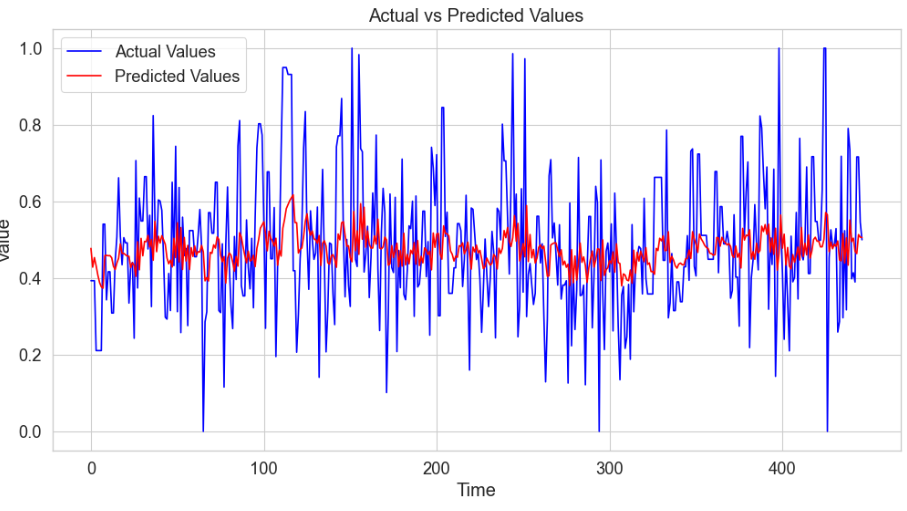 Actual vs Predicted Values
Actual Values
Predicted Values
1.0
0.8
0.6
0.4
0.2
0.0
Value
0
100
200
300
400
Time